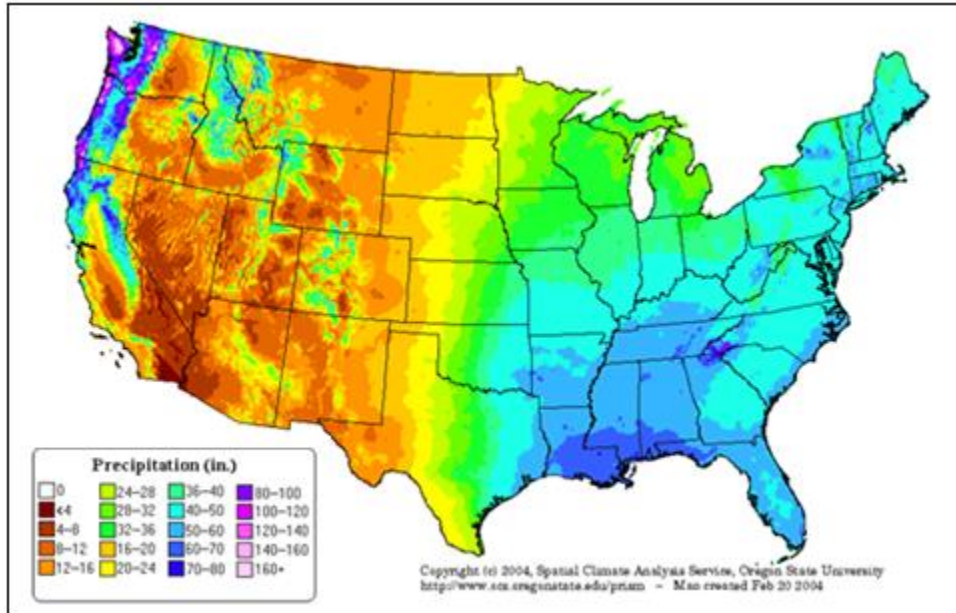 Precipitation (in.)
0 24-28 36-40 80-100
<4 28-32 40-50 100-120
4-8 32-36 50-60 120-140
8-12 16-20 60-70 140-160
12-16 20-24 70-80 160+
Copyright (c) 2004, Spatial Climate Analysis Service, Oregon State University
http://www.ocs.oregonstate.edu/prism - Map created Feb 20 2004